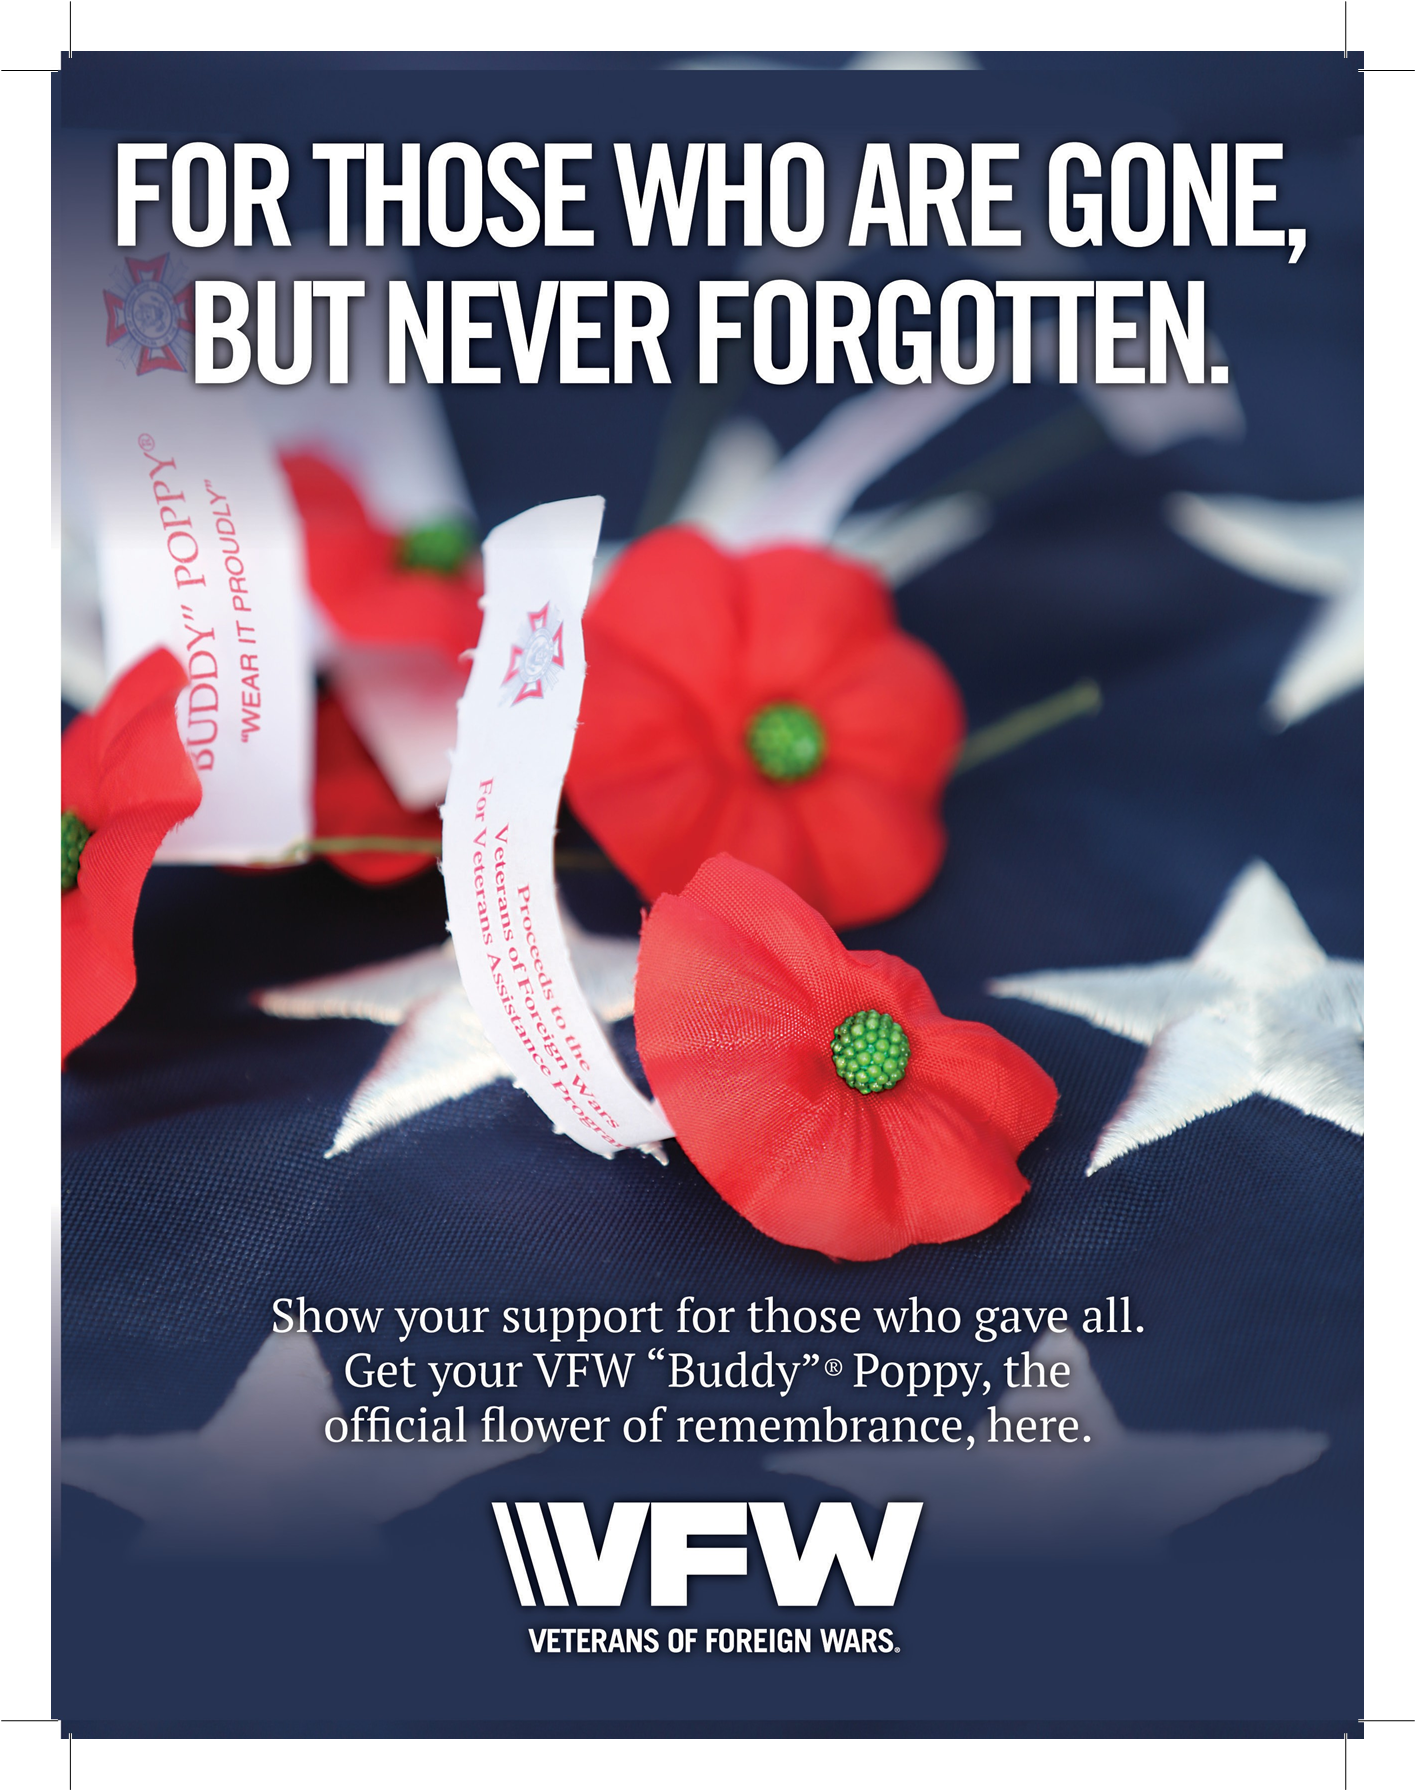 FOR THOSE WHO ARE GONE,
BUT NEVER FORGOTTEN.
BUDDY" POPPY®
"WEAR IT PROUDLY"
Proceeds to the
Veterans of Foreign Wars
For Veterans Assistance Program
Show your support for those who gave all.
Get your VFW “Buddy”® Poppy, the
official flower of remembrance, here.
VFW
VETERANS OF FOREIGN WARS®